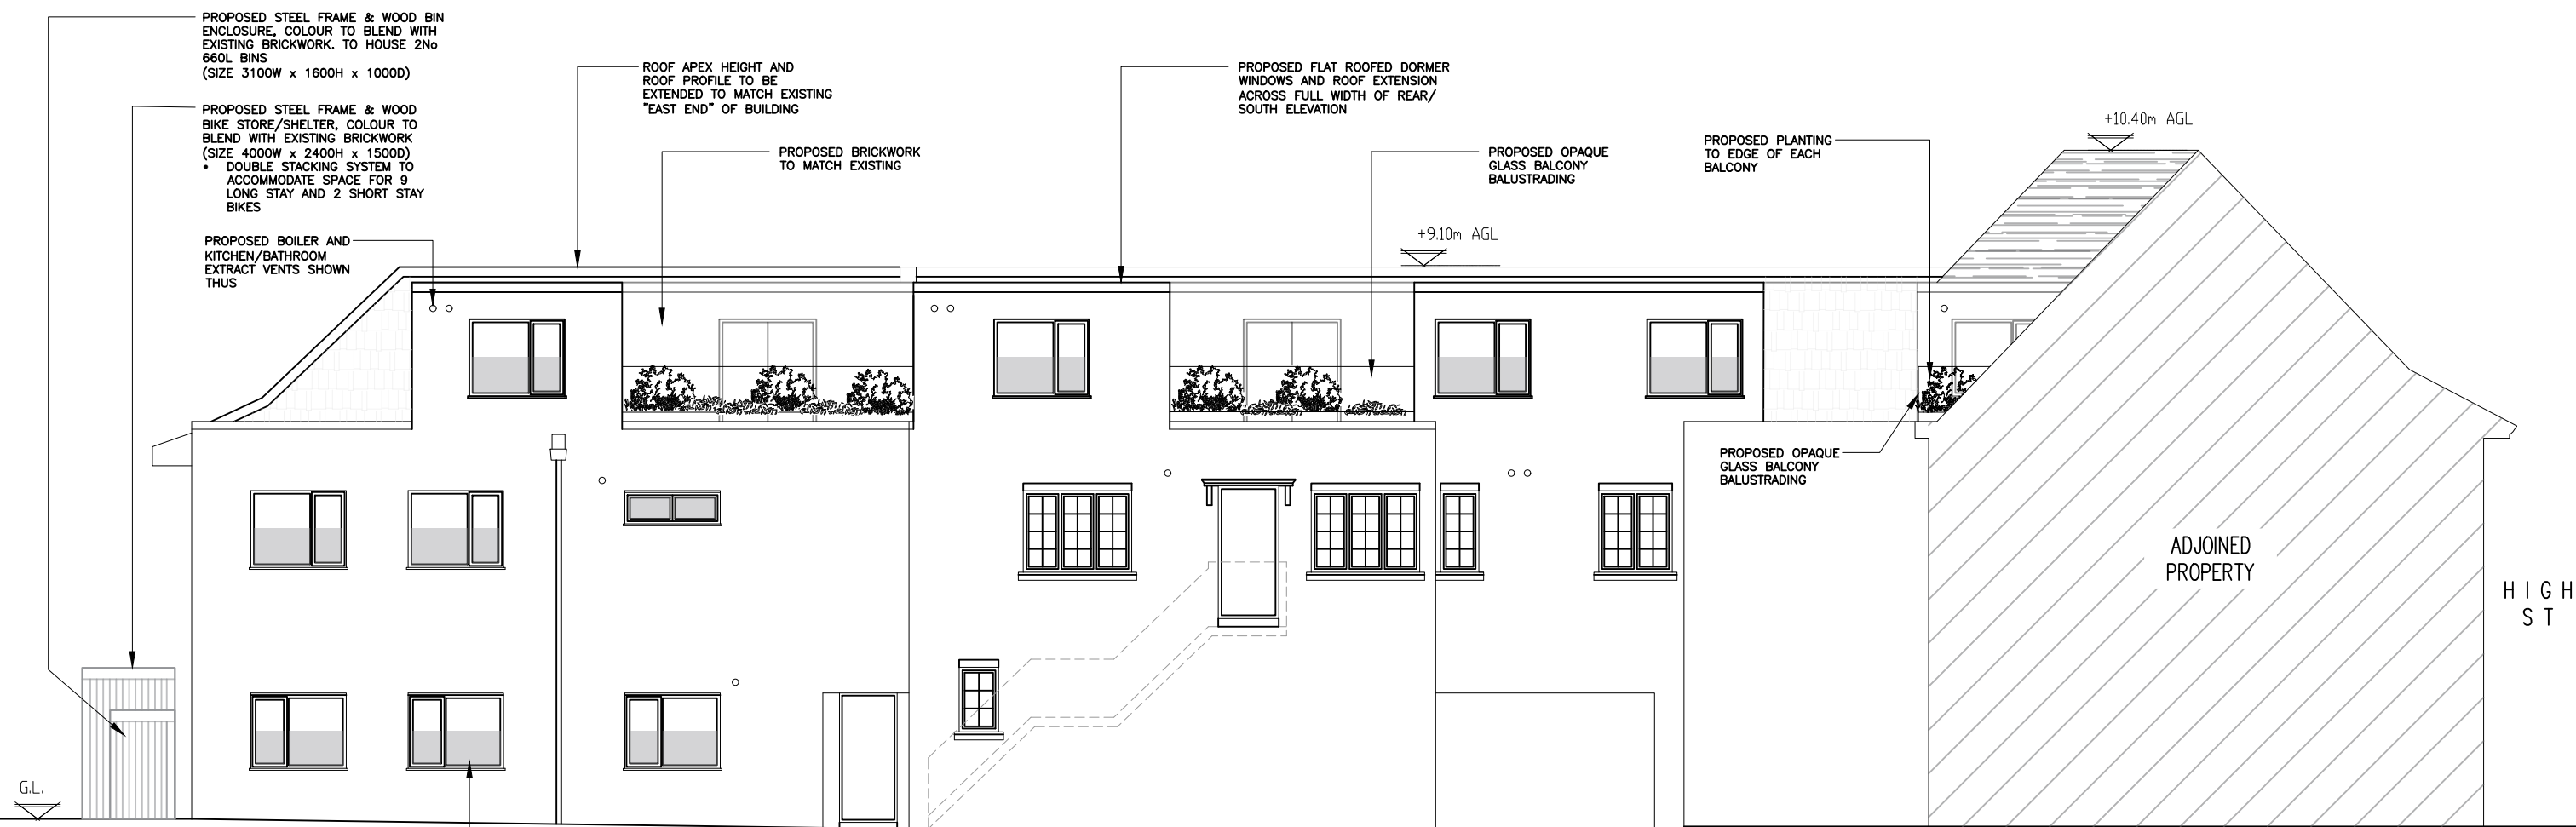 PROPOSED STEEL FRAME & WOOD BIN
ENCLOSURE, COLOUR TO BLEND WITH
EXISTING BRICKWORK. TO HOUSE 2No
660L BINS
(SIZE 3100W x 1600H x 1000D)
PROPOSED STEEL FRAME & WOOD
BIKE STORE/SHELTER, COLOUR TO
BLEND WITH EXISTING BRICKWORK
(SIZE 4000W x 2400H x 1500D)
• DOUBLE STACKING SYSTEM TO
ACCOMMODATE SPACE FOR 9
LONG STAY AND 2 SHORT STAY
BIKES
PROPOSED BOILER AND
KITCHEN/BATHROOM
EXTRACT VENTS SHOWN
THUS
ROOF APEX HEIGHT AND
ROOF PROFILE TO BE
EXTENDED TO MATCH EXISTING
"EAST END" OF BUILDING
PROPOSED BRICKWORK
TO MATCH EXISTING
PROPOSED FLAT ROOFED DORMER
WINDOWS AND ROOF EXTENSION
ACROSS FULL WIDTH OF REAR/
SOUTH ELEVATION
PROPOSED OPAQUE
GLASS BALCONY
BALUSTRADING
+9.10m AGL
PROPOSED PLANTING
TO EDGE OF EACH
BALCONY
+10.40m AGL
PROPOSED OPAQUE
GLASS BALCONY
BALUSTRADING
ADJOINED
PROPERTY
HIGH
ST
G.L.